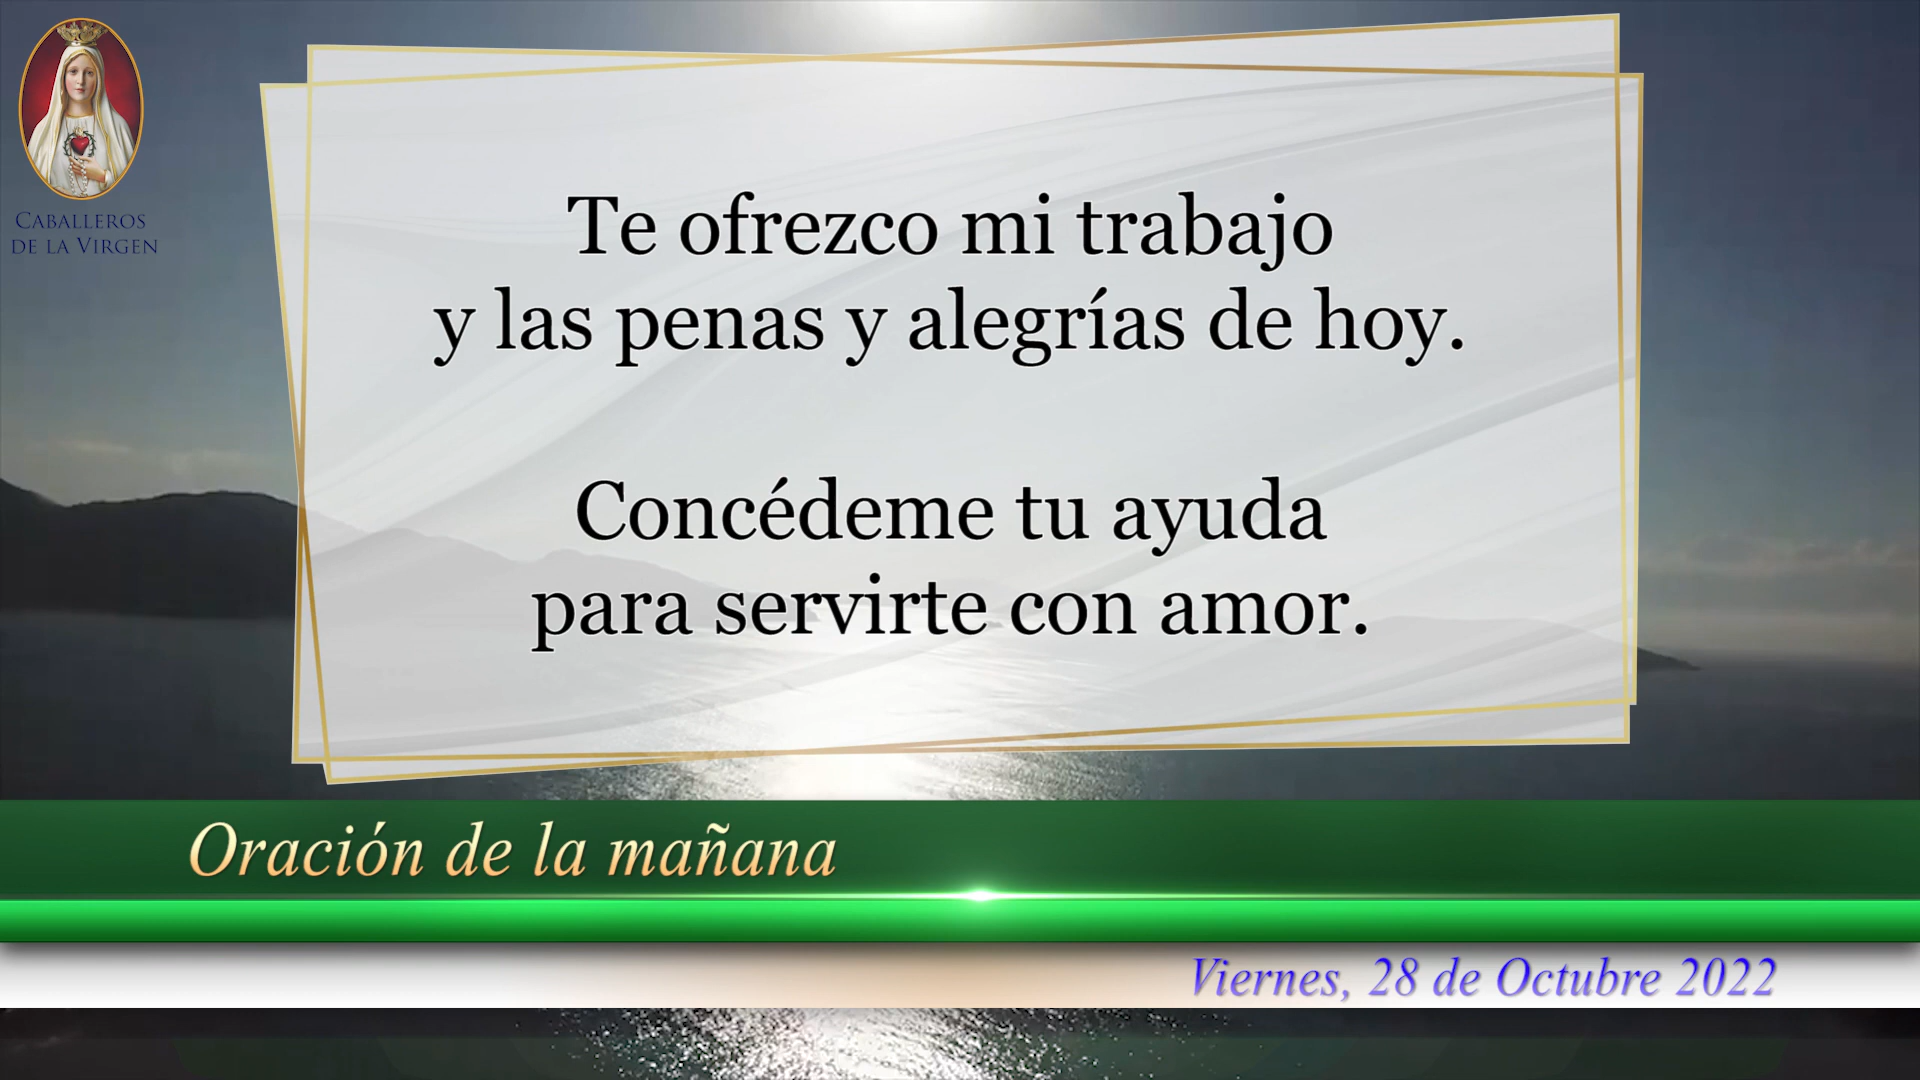 CABALLEROS
DE LA VIRGEN
Te ofrezco mi trabajo
y las penas y alegrías de hoy.
Concédeme tu ayuda
para servirte con amor.
Oración de la mañana
Viernes, 28 de Octubre 2022